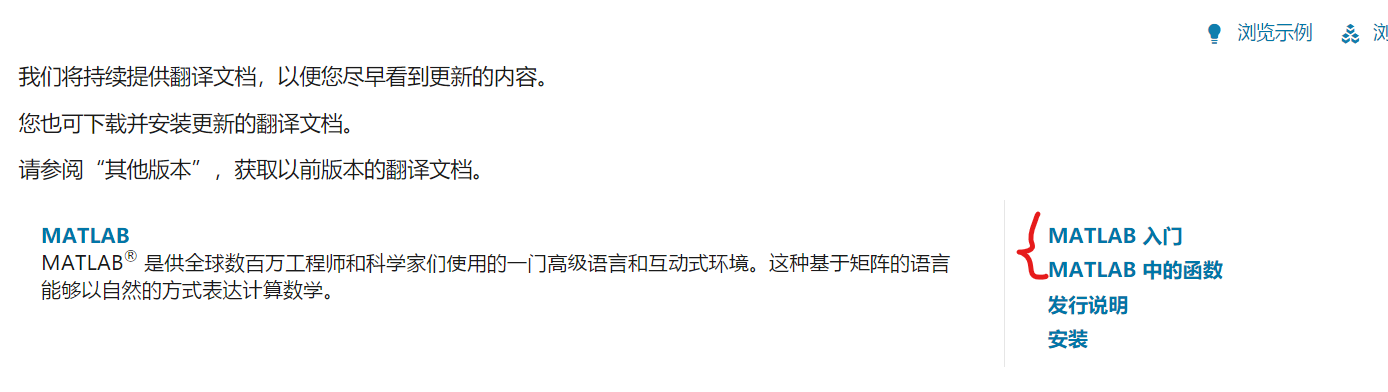 浏览示例 浏
我们将持续提供翻译文档，以便您尽早看到更新的内容。
您也可下载并安装更新的翻译文档。
请参阅“其他版本”，获取以前版本的翻译文档。
MATLAB
MATLAB® 是供全球数百万工程师和科学家们使用的一门高级语言和互动式环境。这种基于矩阵的语言
能够以自然的方式表达计算数学。
MATLAB 入门
MATLAB 中的函数
发行说明
安装